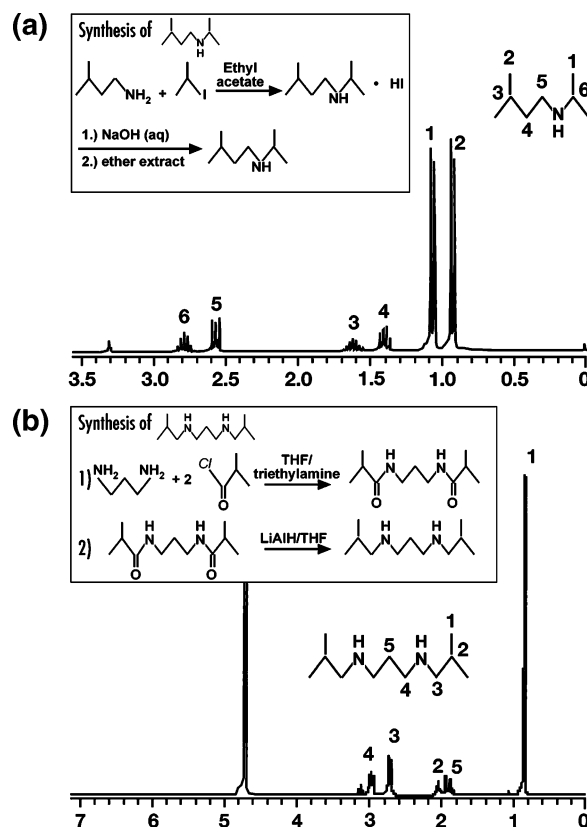 (a)
Synthesis of
N
H
NH2 + I
Ethyl
acetate
NH • HI
1.) NaOH (aq)
2.) ether extract
NH
2 1
3 5 6
4 N
H
1 2
6 5 3 4
3.5 3.0 2.5 2.0 1.5 1.0 0.5 0
(b)
Synthesis of
H H
N N
1) NH2 NH2 + 2 Cl O
THF/
triethylamine
H H
N N
O O
2) H H
N N
O O
LiAlH/THF
H H
N N
1
H 5 H 1
N N 2
4 3
4 3 2 5
7 6 5 4 3 2 1 0